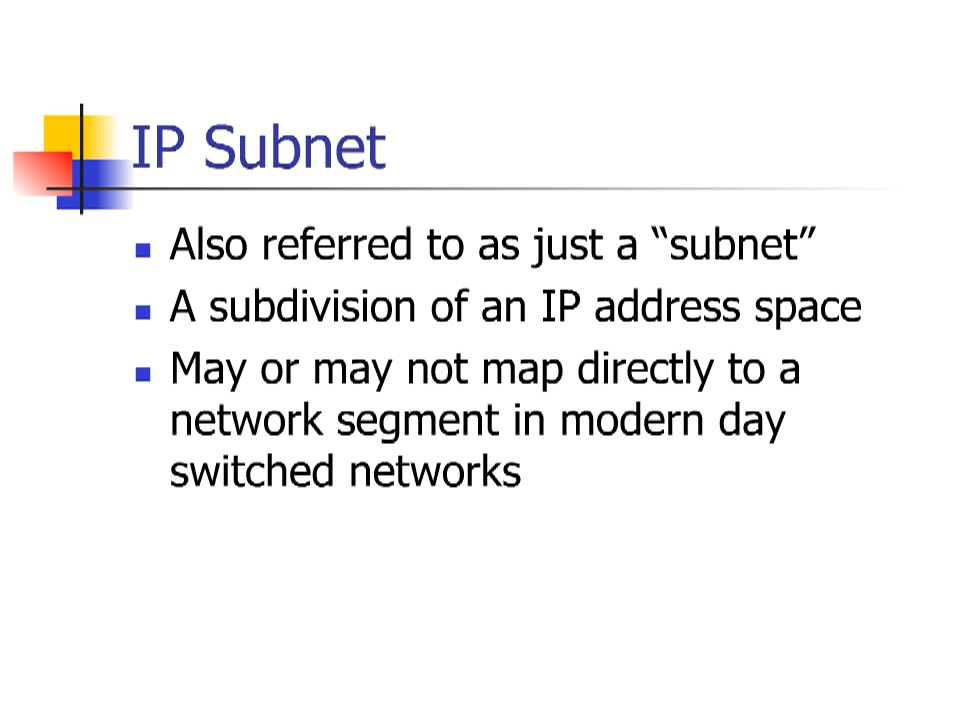 IP Subnet
Also referred to as just a “subnet”
A subdivision of an IP address space
May or may not map directly to a
network segment in modern day
switched networks